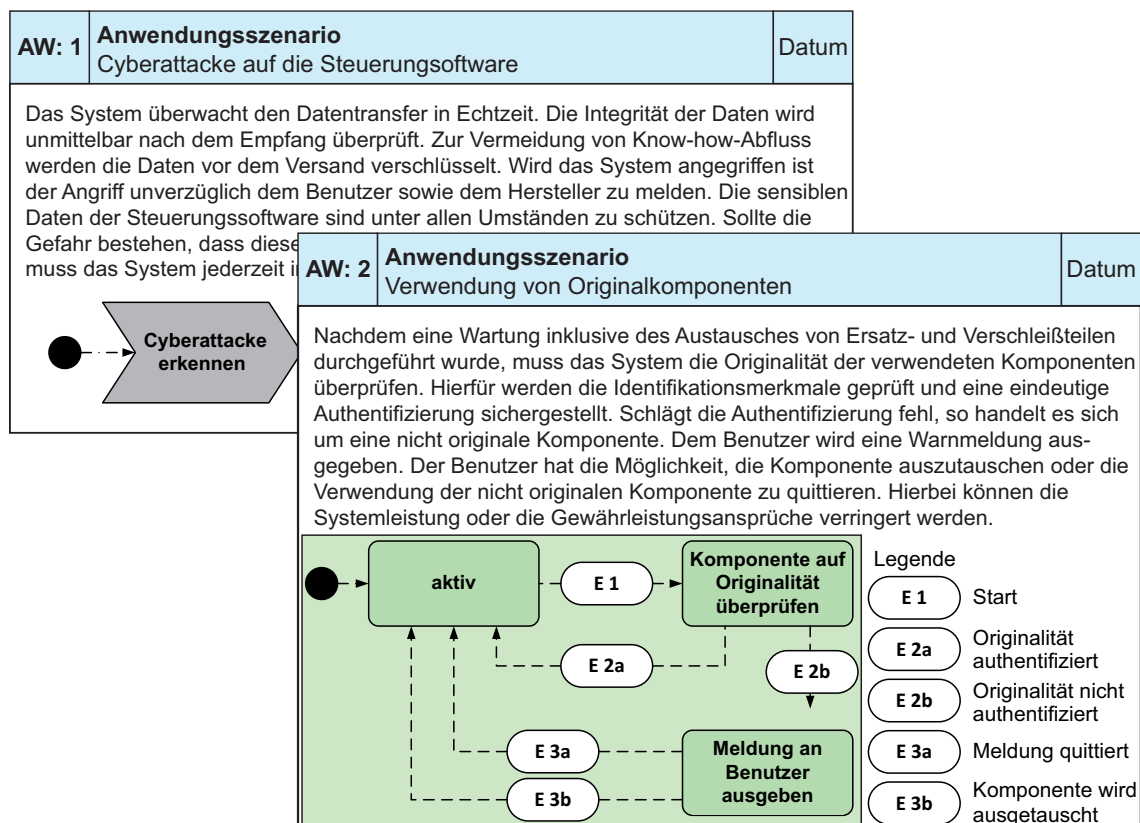 AW: 1
Anwendungsszenario
Cyberattacke auf die Steuerungsoftware
Datum
Das System überwacht den Datentransfer in Echtzeit. Die Integrität der Daten wird
unmittelbar nach dem Empfang überprüft. Zur Vermeidung von Know-how-Abfluss
werden die Daten vor dem Versand verschlüsselt. Wird das System angegriffen ist
der Angriff unverzüglich dem Benutzer sowie dem Hersteller zu melden. Die sensiblen
Daten der Steuerungssoftware sind unter allen Umständen zu schützen. Sollte die
Gefahr bestehen, dass diese
muss das System jederzeit i
Cyberattacke
erkennen
AW: 2
Anwendungsszenario
Verwendung von Originalkomponenten
Datum
Nachdem eine Wartung inklusive des Austausches von Ersatz- und Verschleißteilen
durchgeführt wurde, muss das System die Originalität der verwendeten Komponenten
überprüfen. Hierfür werden die Identifikationsmerkmale geprüft und eine eindeutige
Authentifizierung sichergestellt. Schlägt die Authentifizierung fehl, so handelt es sich
um eine nicht originale Komponente. Dem Benutzer wird eine Warnmeldung aus-
gegeben. Der Benutzer hat die Möglichkeit, die Komponente auszutauschen oder die
Verwendung der nicht originalen Komponente zu quittieren. Hierbei können die
Systemleistung oder die Gewährleistungsansprüche verringert werden.
aktiv
E 1
Komponente auf
Originalität
überprüfen
E 2a
E 2b
E 3a
E 3b
Meldung an
Benutzer
ausgeben
Legende
E 1
Start
E 2a
Originalität
authentifiziert
E 2b
Originalität nicht
authentifiziert
E 3a
Meldung quittiert
E 3b
Komponente wird
ausgetauscht